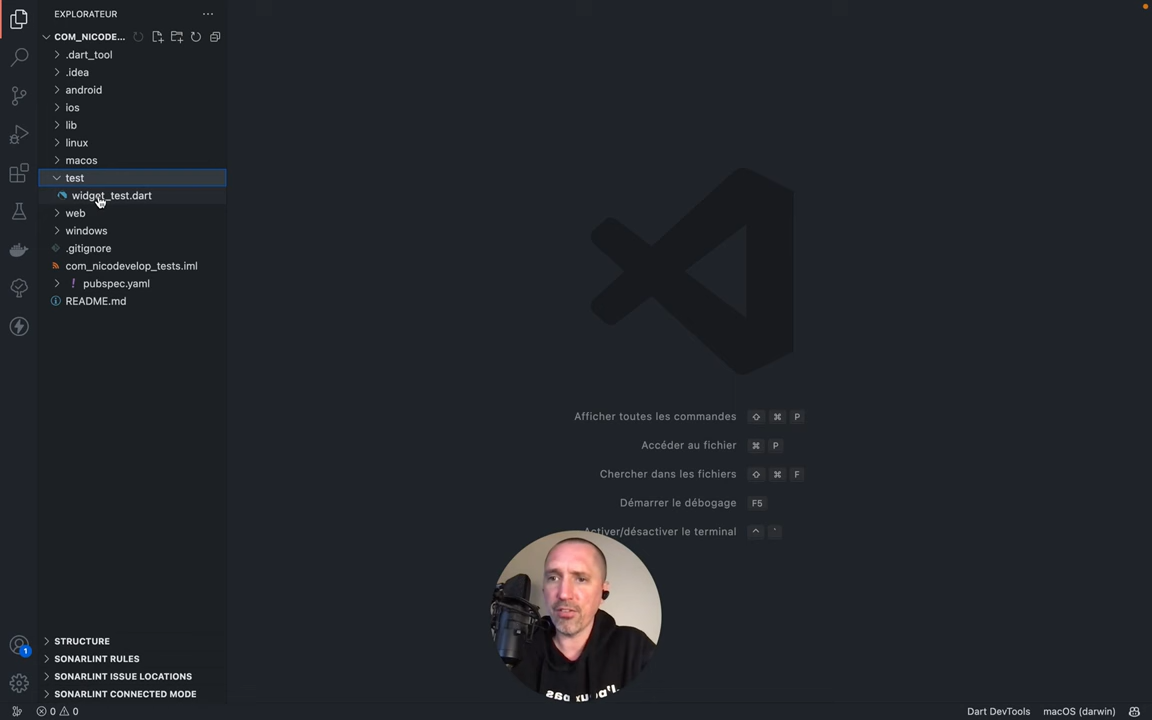 EXPLORATEUR
COM_NICODE...
.dart_tool
.idea
android
ios
lib
linux
macos
test
widget_test.dart
web
windows
.gitignore
com_nicodevelop_tests.iml
! pubspec.yaml
README.md
Afficher toutes les commandes ⇧ ⌘ P
Accéder au fichier ⌘ P
Chercher dans les fichiers ⇧ ⌘ F
Démarrer le débogage F5
Activer/désactiver le terminal ^ `
STRUCTURE
SONARLINT RULES
SONARLINT ISSUE LOCATIONS
SONARLINT CONNECTED MODE
1
0 0
Dart DevTools macOS (darwin)